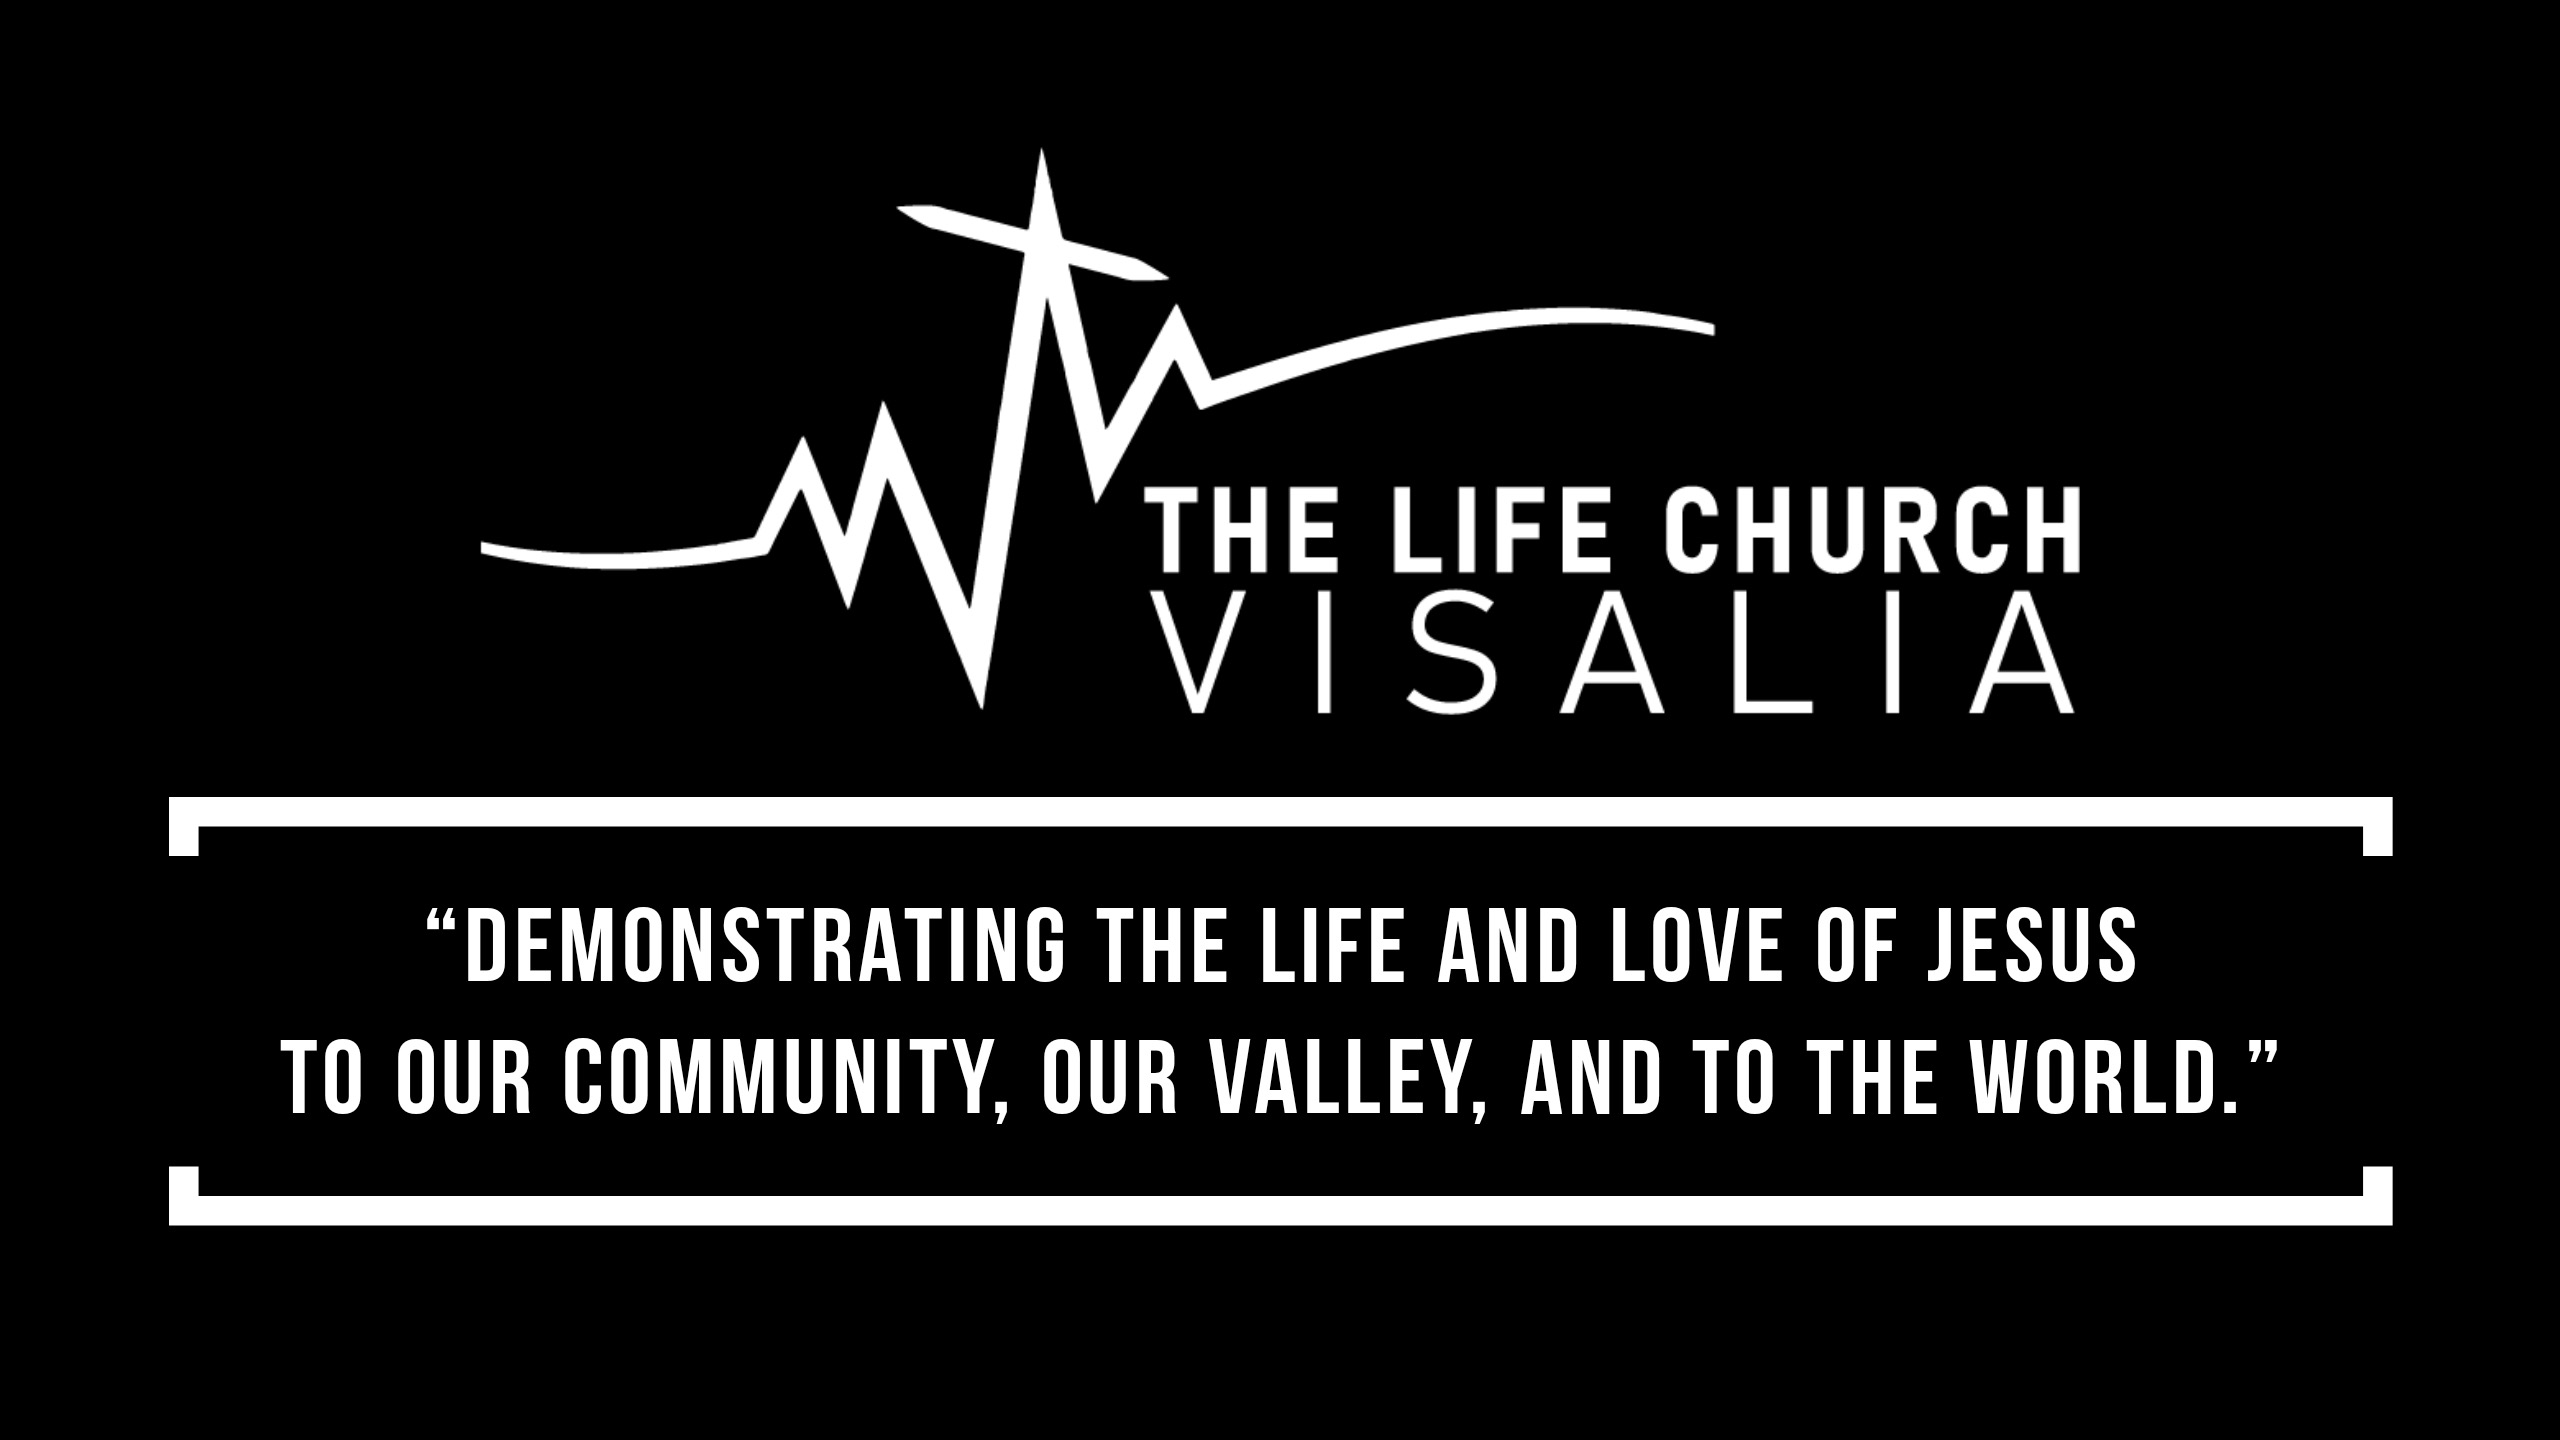 THE LIFE CHURCH
VISALIA
“DEMONSTRATING THE LIFE AND LOVE OF JESUS
TO OUR COMMUNITY, OUR VALLEY, AND TO THE WORLD.”